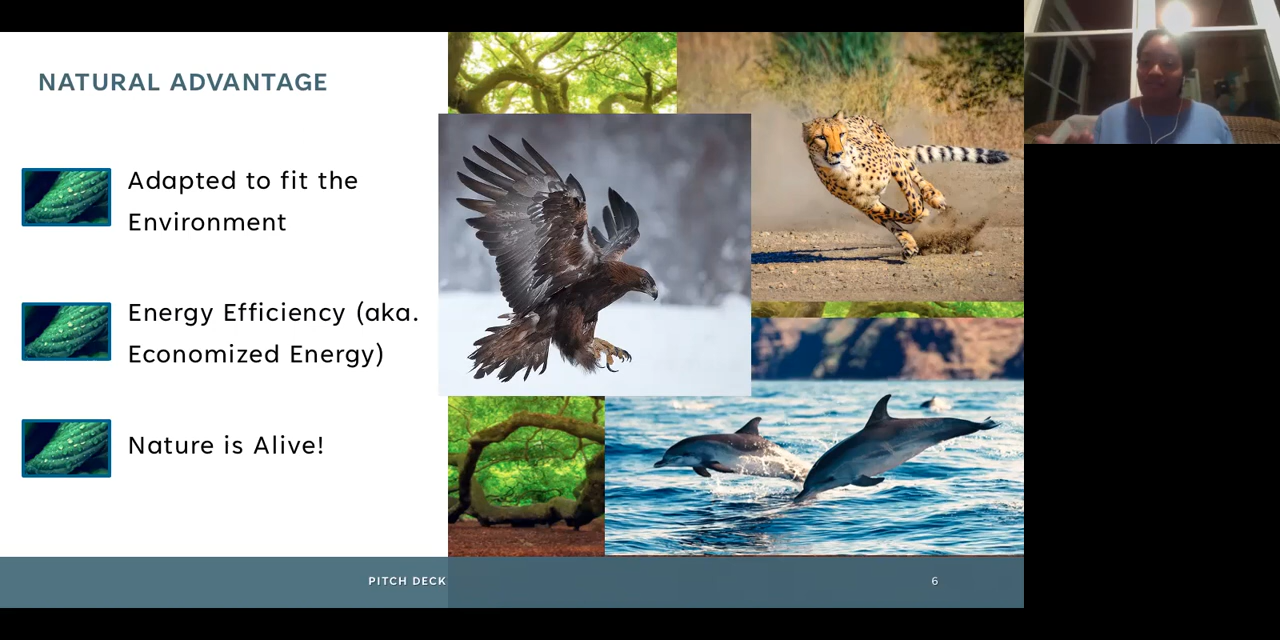 NATURAL ADVANTAGE
Adapted to fit the
Environment
Energy Efficiency (aka.
Economized Energy)
Nature is Alive!
PITCH DECK
6